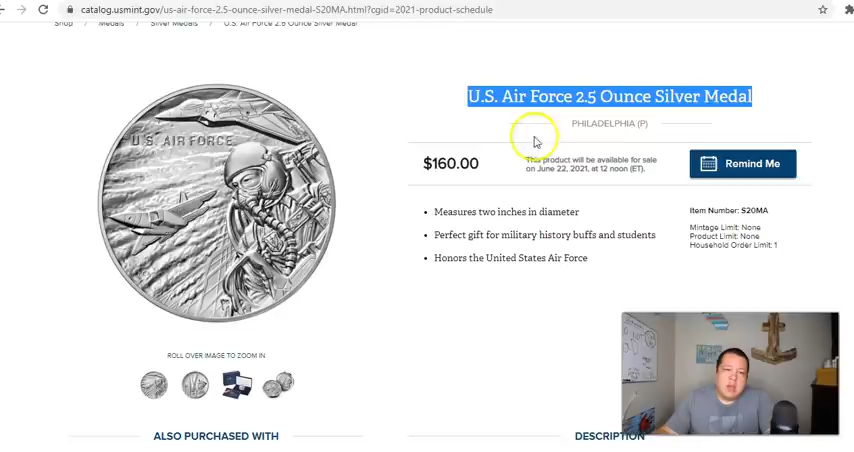 catalog.usmint.gov/us-air-force-2.5-ounce-silver-medal-S20MA.html?cgid=2021-product-schedule
Shop / Medals / Silver Medals / U.S. Air Force 2.5 Ounce Silver Medal
U.S. Air Force 2.5 Ounce Silver Medal
PHILADELPHIA (P)
U.S. AIR FORCE
$160.00
This product will be available for sale
on June 22, 2021, at 12 noon (ET).
Remind Me
Measures two inches in diameter
Perfect gift for military history buffs and students
Honors the United States Air Force
Item Number: S20MA
Mintage Limit: None
Product Limit: None
Household Order Limit: 1
ROLL OVER IMAGE TO ZOOM IN
ALSO PURCHASED WITH
DESCRIPTION